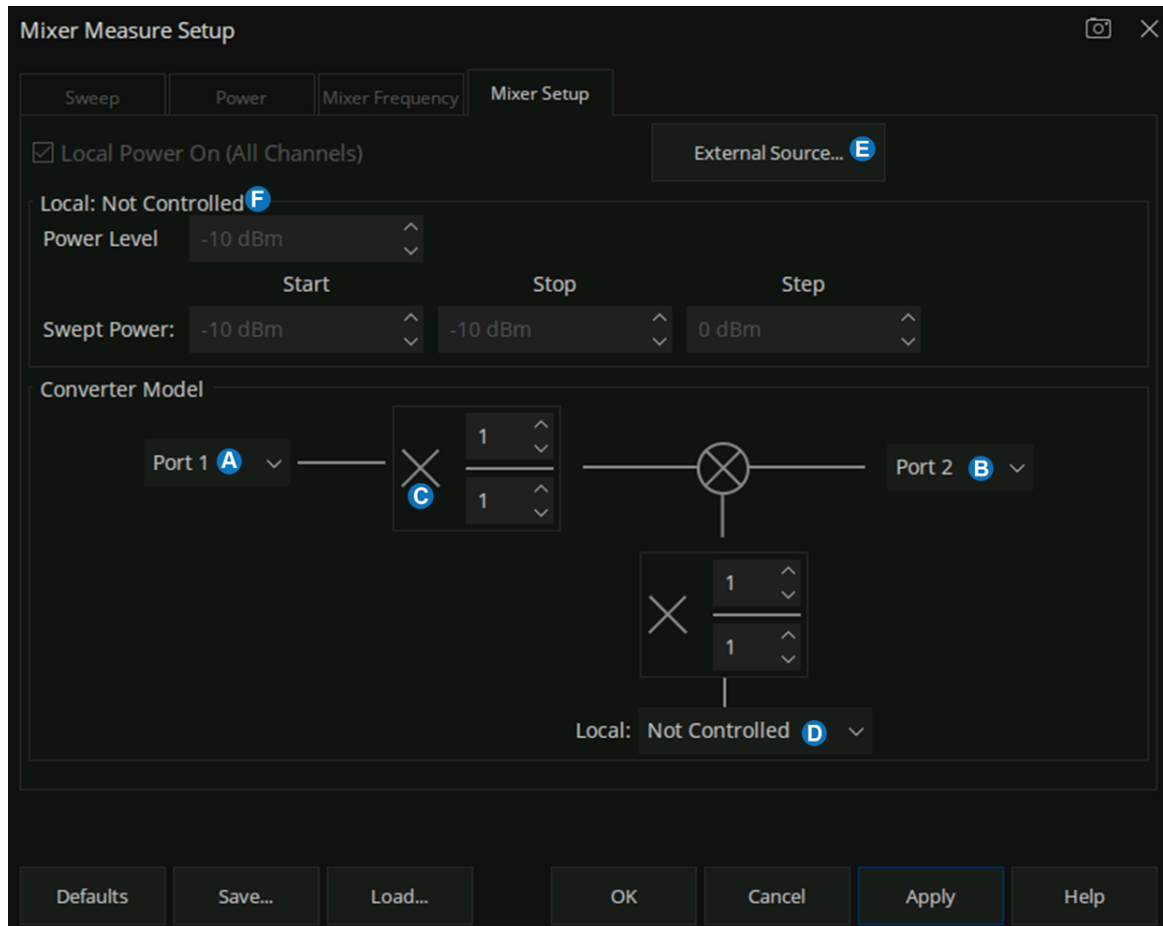 Mixer Measure Setup
Sweep Power Mixer Frequency Mixer Setup
Local Power On (All Channels) External Source... E
Local: Not Controlled F
Power Level -10 dBm
Start Stop Step
Swept Power: -10 dBm -10 dBm 0 dBm
Converter Model
1
Port 1 A C Port 2 B
1
1
1
Local: Not Controlled D
Defaults Save... Load... OK Cancel Apply Help